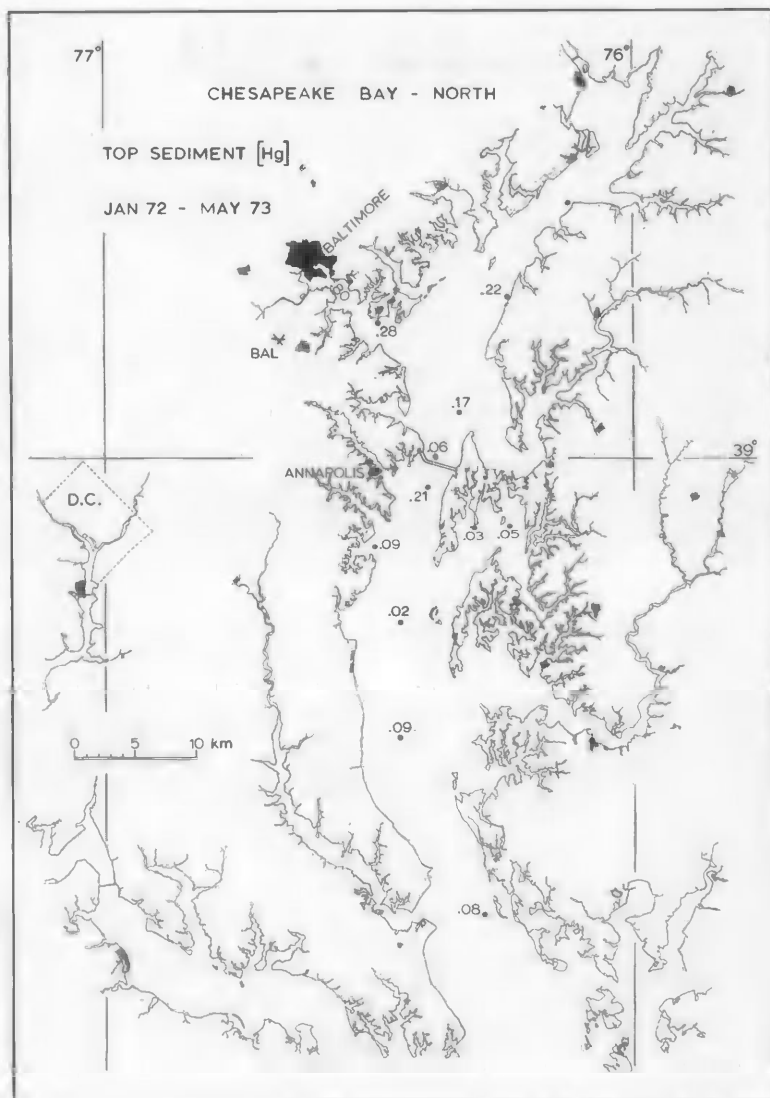 77° 76°
CHESAPEAKE BAY - NORTH
TOP SEDIMENT [Hg]
JAN 72 - MAY 73
BALTIMORE
.22
.28
BAL
.17
.06
39°
ANNAPOLIS
.21
D.C.
.03 .05
.09
.02
.09
0 5 10 km
.08